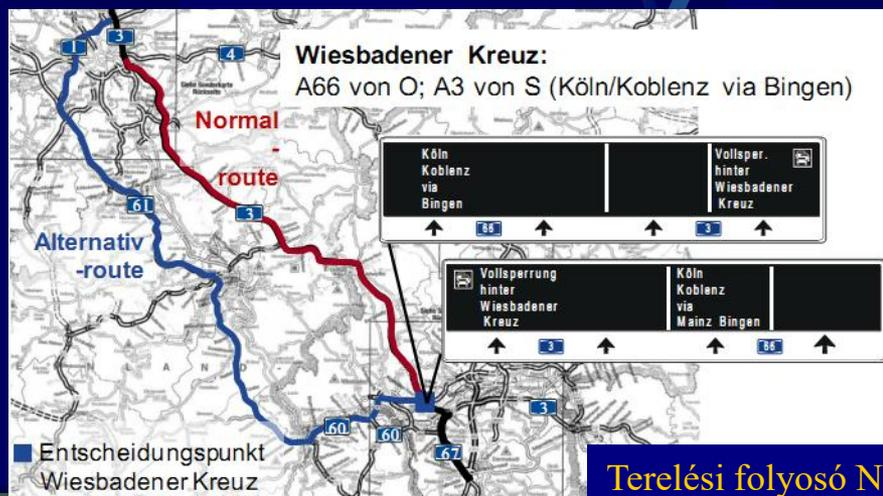 1
3
4
Wiesbadener Kreuz:
A66 von O; A3 von S (Köln/Koblenz via Bingen)
Normal
-
route
61
3
Alternativ
-route
Köln
Koblenz
via
Bingen
Vollsper.
hinter
Wiesbadener
Kreuz
66
3
Vollsperrung
hinter
Wiesbadener
Kreuz
Köln
Koblenz
via
Mainz Bingen
3
66
60
60
3
67
Entscheidungspunkt
Wiesbadener Kreuz
Terelési folyosó N